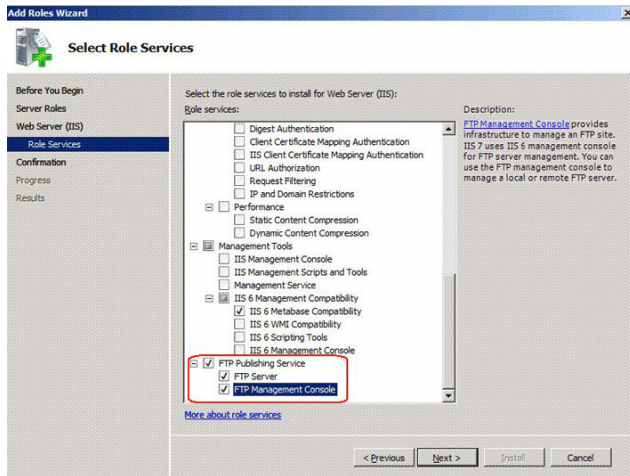 Add Roles Wizard
Select Role Services
Before You Begin
Server Roles
Web Server (IIS)
Role Services
Confirmation
Progress
Results
Select the role services to install for Web Server (IIS):
Role services:
Digest Authentication
Client Certificate Mapping Authentication
IIS Client Certificate Mapping Authentication
URL Authorization
Request Filtering
IP and Domain Restrictions
Performance
Static Content Compression
Dynamic Content Compression
Management Tools
IIS Management Console
IIS Management Scripts and Tools
Management Service
IIS 6 Management Compatibility
IIS 6 Metabase Compatibility
IIS 6 WMI Compatibility
IIS 6 Scripting Tools
IIS 6 Management Console
FTP Publishing Service
FTP Server
FTP Management Console
More about role services
Description:
FTP Management Console provides
infrastructure to manage an FTP site.
IIS 7 uses IIS 6 management console
for FTP server management. You can
use the FTP management console to
manage a local or remote FTP server.
< Previous
Next >
Install
Cancel